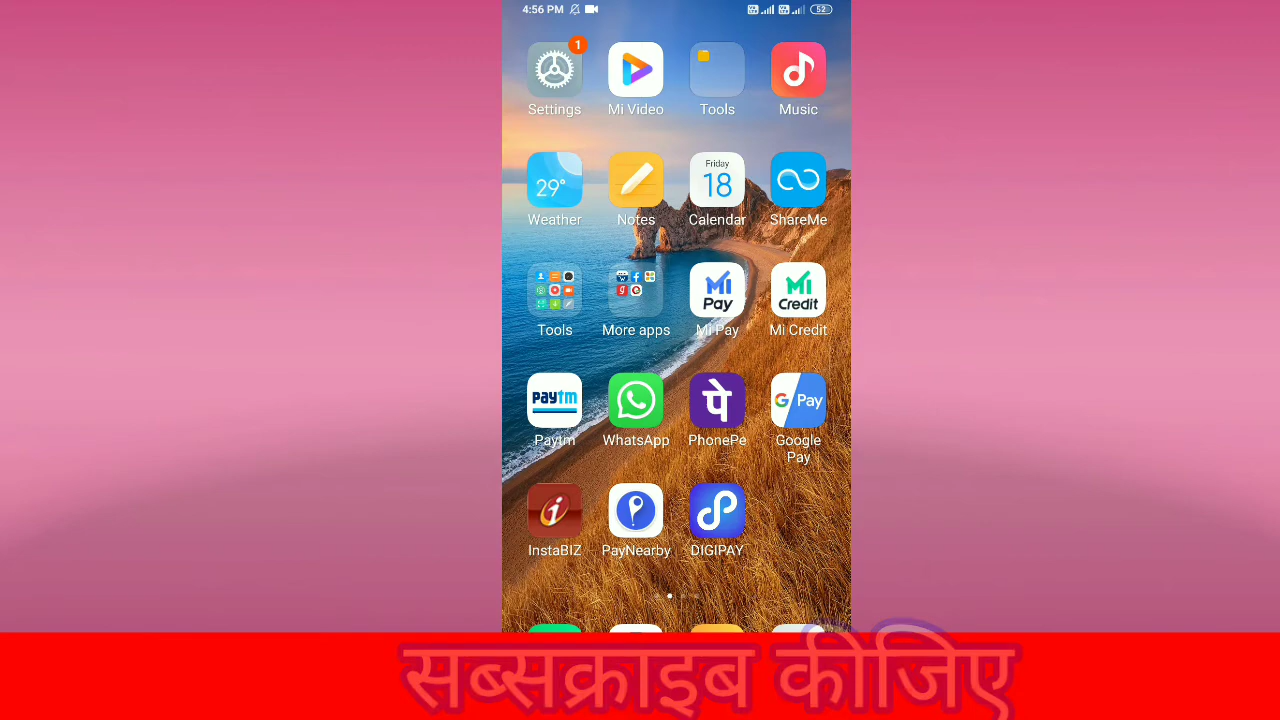 4:56 PM
52
1
Settings
Mi Video
Tools
Music
29°
Friday
18
Weather
Notes
Calendar
ShareMe
Mi
Pay
Mi
Credit
Tools
More apps
Mi Pay
Mi Credit
Paytm
पे
G Pay
Paytm
WhatsApp
PhonePe
Google
Pay
i
InstaBIZ
PayNearby
DIGIPAY
सब्सक्राइब कीजिए